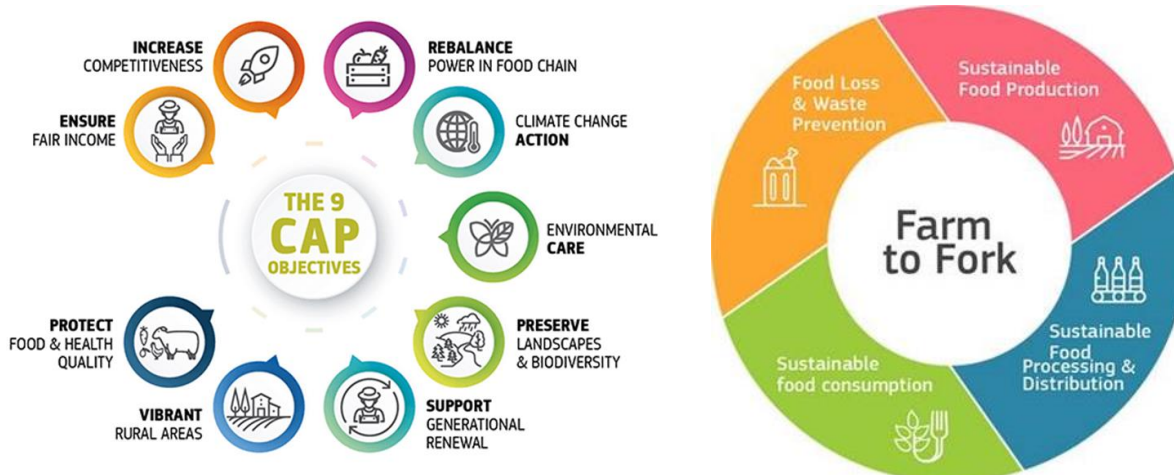 INCREASE
COMPETITIVENESS
REBALANCE
POWER IN FOOD CHAIN
ENSURE
FAIR INCOME
CLIMATE CHANGE
ACTION
THE 9
CAP
OBJECTIVES
ENVIRONMENTAL
CARE
PROTECT
FOOD & HEALTH
QUALITY
PRESERVE
LANDSCAPES
& BIODIVERSITY
VIBRANT
RURAL AREAS
SUPPORT
GENERATIONAL
RENEWAL
Food Loss
& Waste
Prevention
Sustainable
Food Production
Farm
to Fork
Sustainable
food consumption
Sustainable
Food
Processing &
Distribution